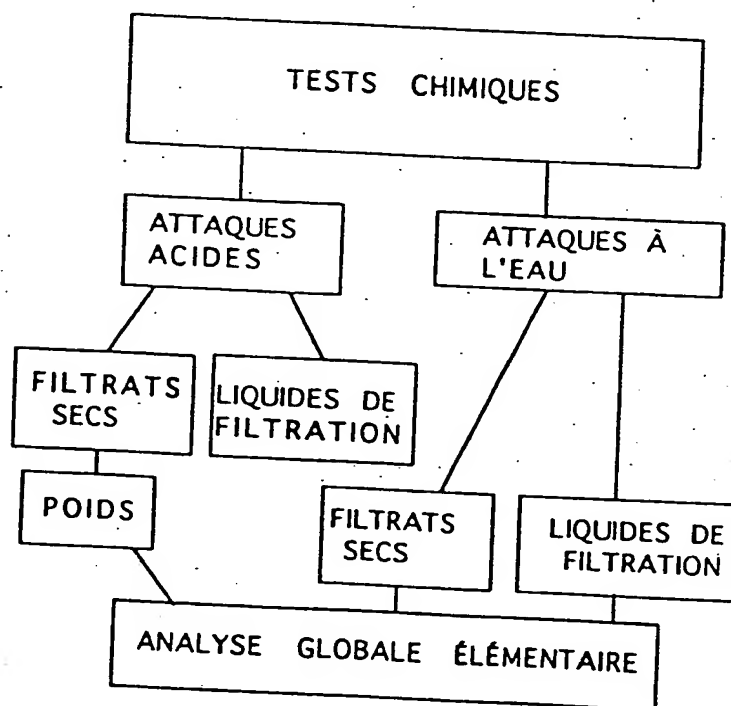 TESTS CHIMIQUES
ATTAQUES
ACIDES
ATTAQUES À
L'EAU
FILTRATS
SECS
LIQUIDES DE
FILTRATION
POIDS
FILTRATS
SECS
LIQUIDES DE
FILTRATION
ANALYSE GLOBALE ÉLÉMENTAIRE